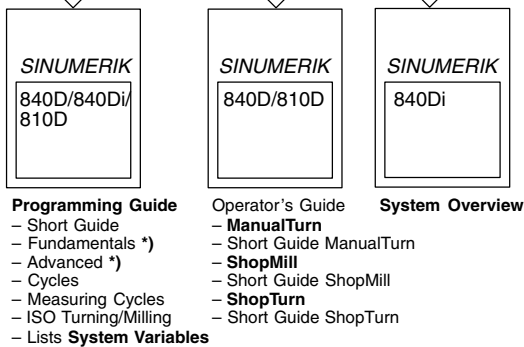 SINUMERIK
840D/840Di/
810D
Programming Guide
– Short Guide
– Fundamentals *)
– Advanced *)
– Cycles
– Measuring Cycles
– ISO Turning/Milling
– Lists System Variables
SINUMERIK
840D/810D
Operator's Guide
– ManualTurn
– Short Guide ManualTurn
– ShopMill
– Short Guide ShopMill
– ShopTurn
– Short Guide ShopTurn
SINUMERIK
840Di
System Overview